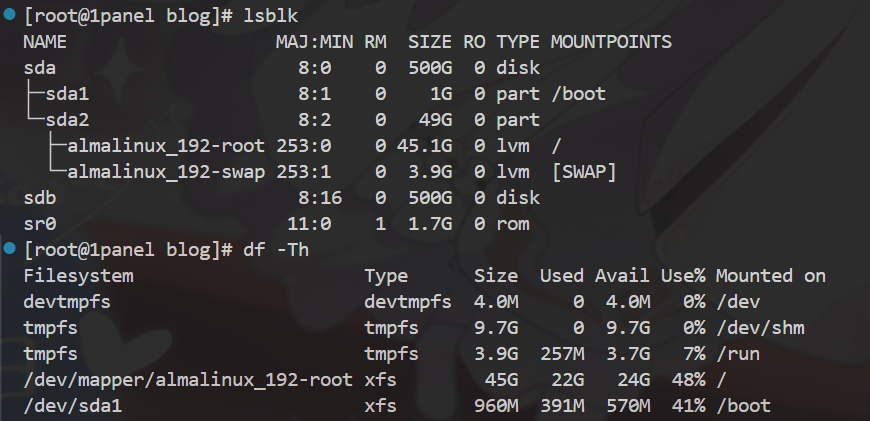 [root@1panel blog]# lsblk
NAME                   MAJ:MIN RM  SIZE RO TYPE MOUNTPOINTS
sda                      8:0    0  500G  0 disk
├─sda1                   8:1    0    1G  0 part /boot
└─sda2                   8:2    0   49G  0 part
  ├─almalinux_192-root 253:0    0 45.1G  0 lvm  /
  └─almalinux_192-swap 253:1    0  3.9G  0 lvm  [SWAP]
sdb                      8:16   0  500G  0 disk
sr0                     11:0    1  1.7G  0 rom
[root@1panel blog]# df -Th
Filesystem                     Type      Size  Used Avail Use% Mounted on
devtmpfs                       devtmpfs  4.0M     0  4.0M   0% /dev
tmpfs                          tmpfs     9.7G     0  9.7G   0% /dev/shm
tmpfs                          tmpfs     3.9G  257M  3.7G   7% /run
/dev/mapper/almalinux_192-root xfs        45G   22G   24G  48% /
/dev/sda1                      xfs       960M  391M  570M  41% /boot